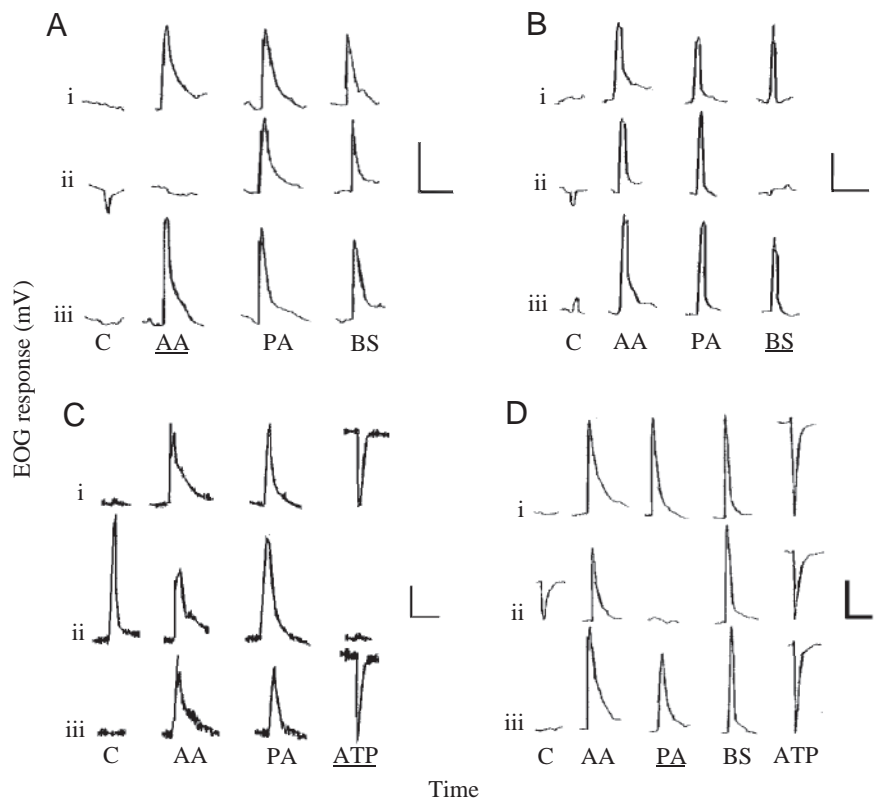 A
B
i
i
ii
ii
iii
iii
C AA PA BS
C AA PA BS
EOG response (mV)
C
D
i
i
ii
ii
iii
iii
C AA PA ATP
C AA PA BS ATP
Time